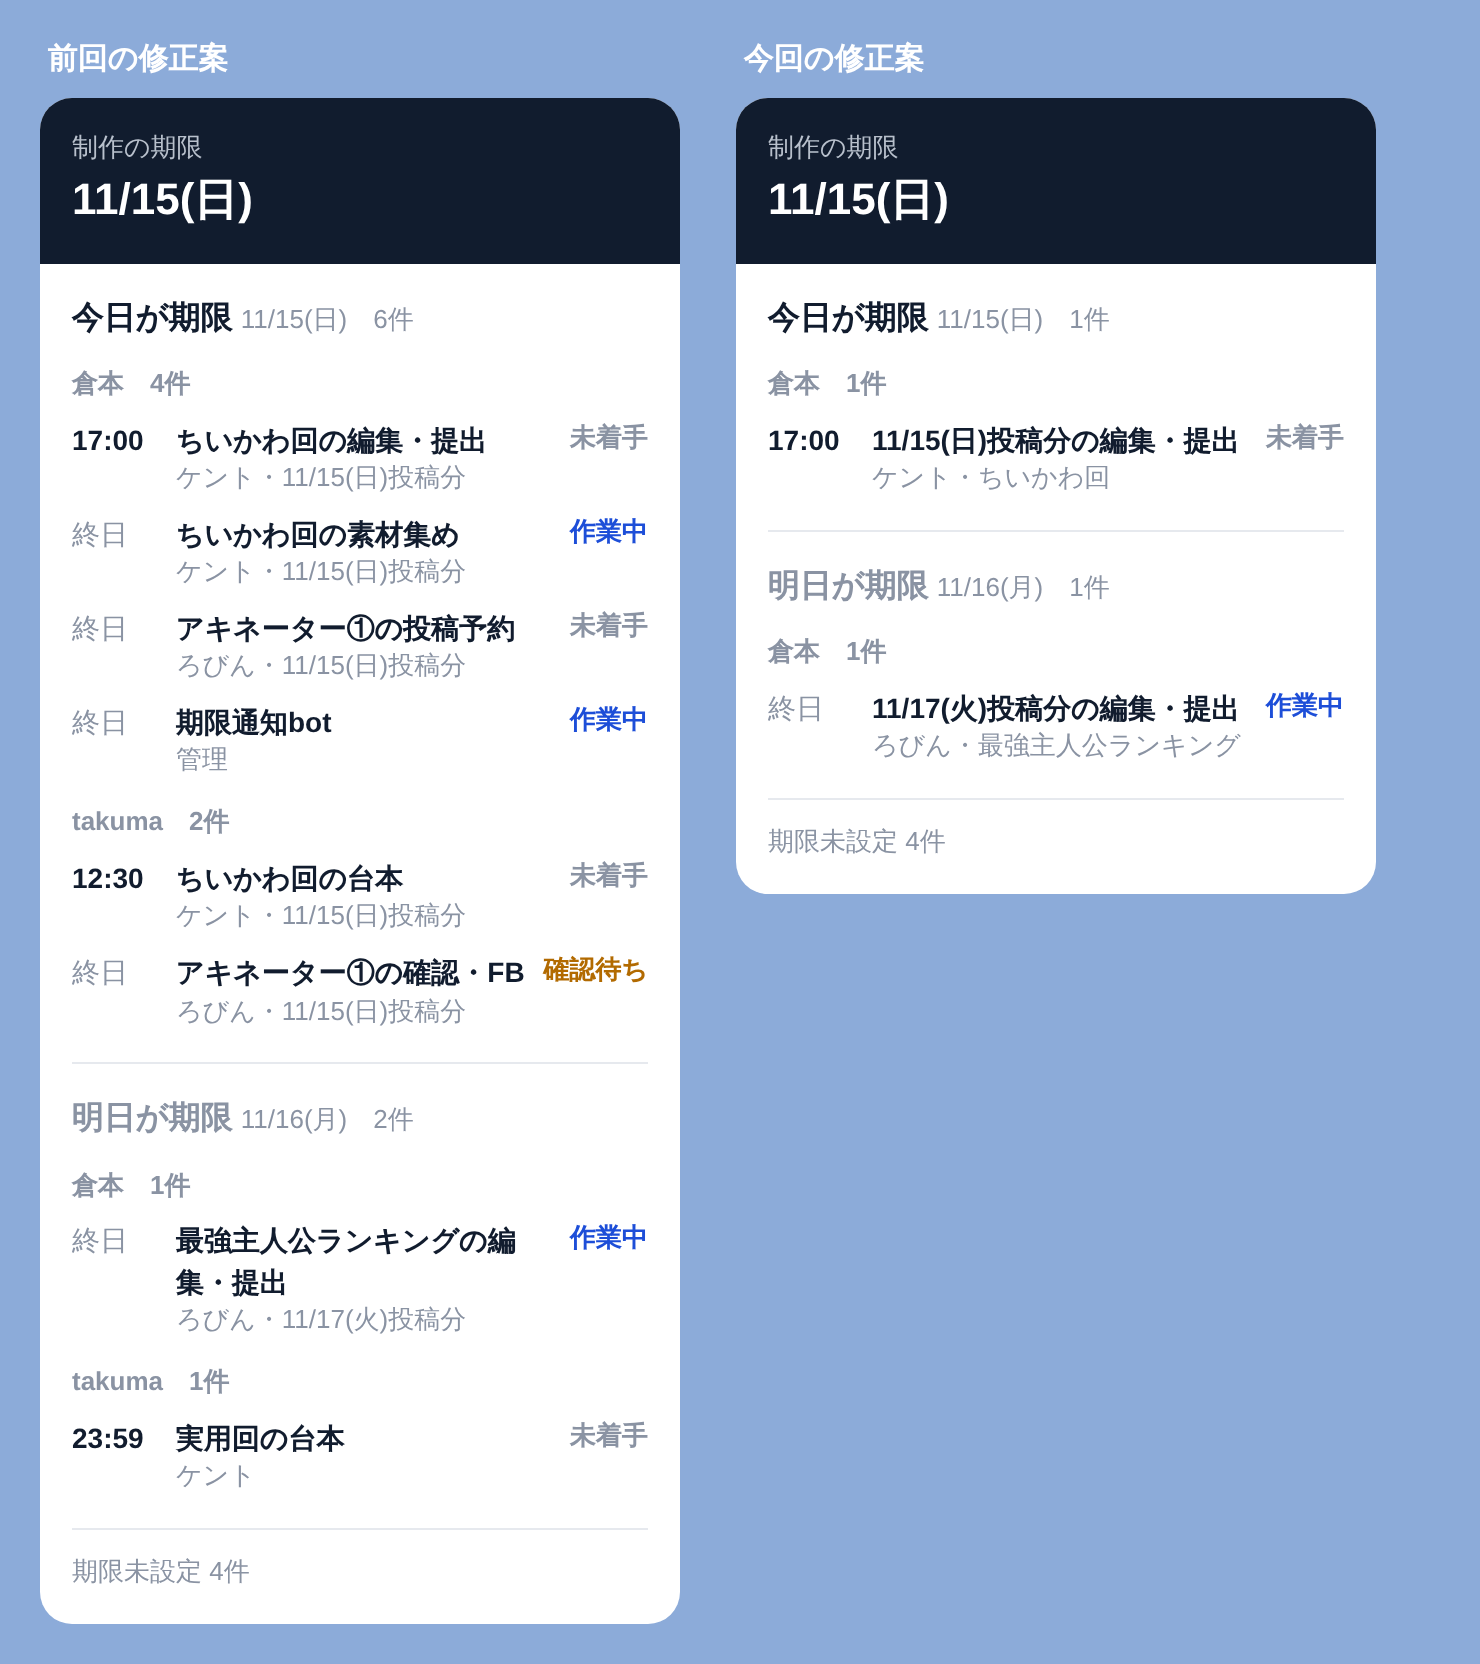 前回の修正案
制作の期限
11/15(日)
今日が期限 11/15(日) 6件
倉本 4件
17:00 ちいかわ回の編集・提出 未着手
ケント・11/15(日)投稿分
終日 ちいかわ回の素材集め 作業中
ケント・11/15(日)投稿分
終日 アキネーター①の投稿予約 未着手
ろびん・11/15(日)投稿分
終日 期限通知bot 作業中
管理
takuma 2件
12:30 ちいかわ回の台本 未着手
ケント・11/15(日)投稿分
終日 アキネーター①の確認・FB 確認待ち
ろびん・11/15(日)投稿分
明日が期限 11/16(月) 2件
倉本 1件
終日 最強主人公ランキングの編 作業中
集・提出
ろびん・11/17(火)投稿分
takuma 1件
23:59 実用回の台本 未着手
ケント
期限未設定 4件
今回の修正案
制作の期限
11/15(日)
今日が期限 11/15(日) 1件
倉本 1件
17:00 11/15(日)投稿分の編集・提出 未着手
ケント・ちいかわ回
明日が期限 11/16(月) 1件
倉本 1件
終日 11/17(火)投稿分の編集・提出 作業中
ろびん・最強主人公ランキング
期限未設定 4件